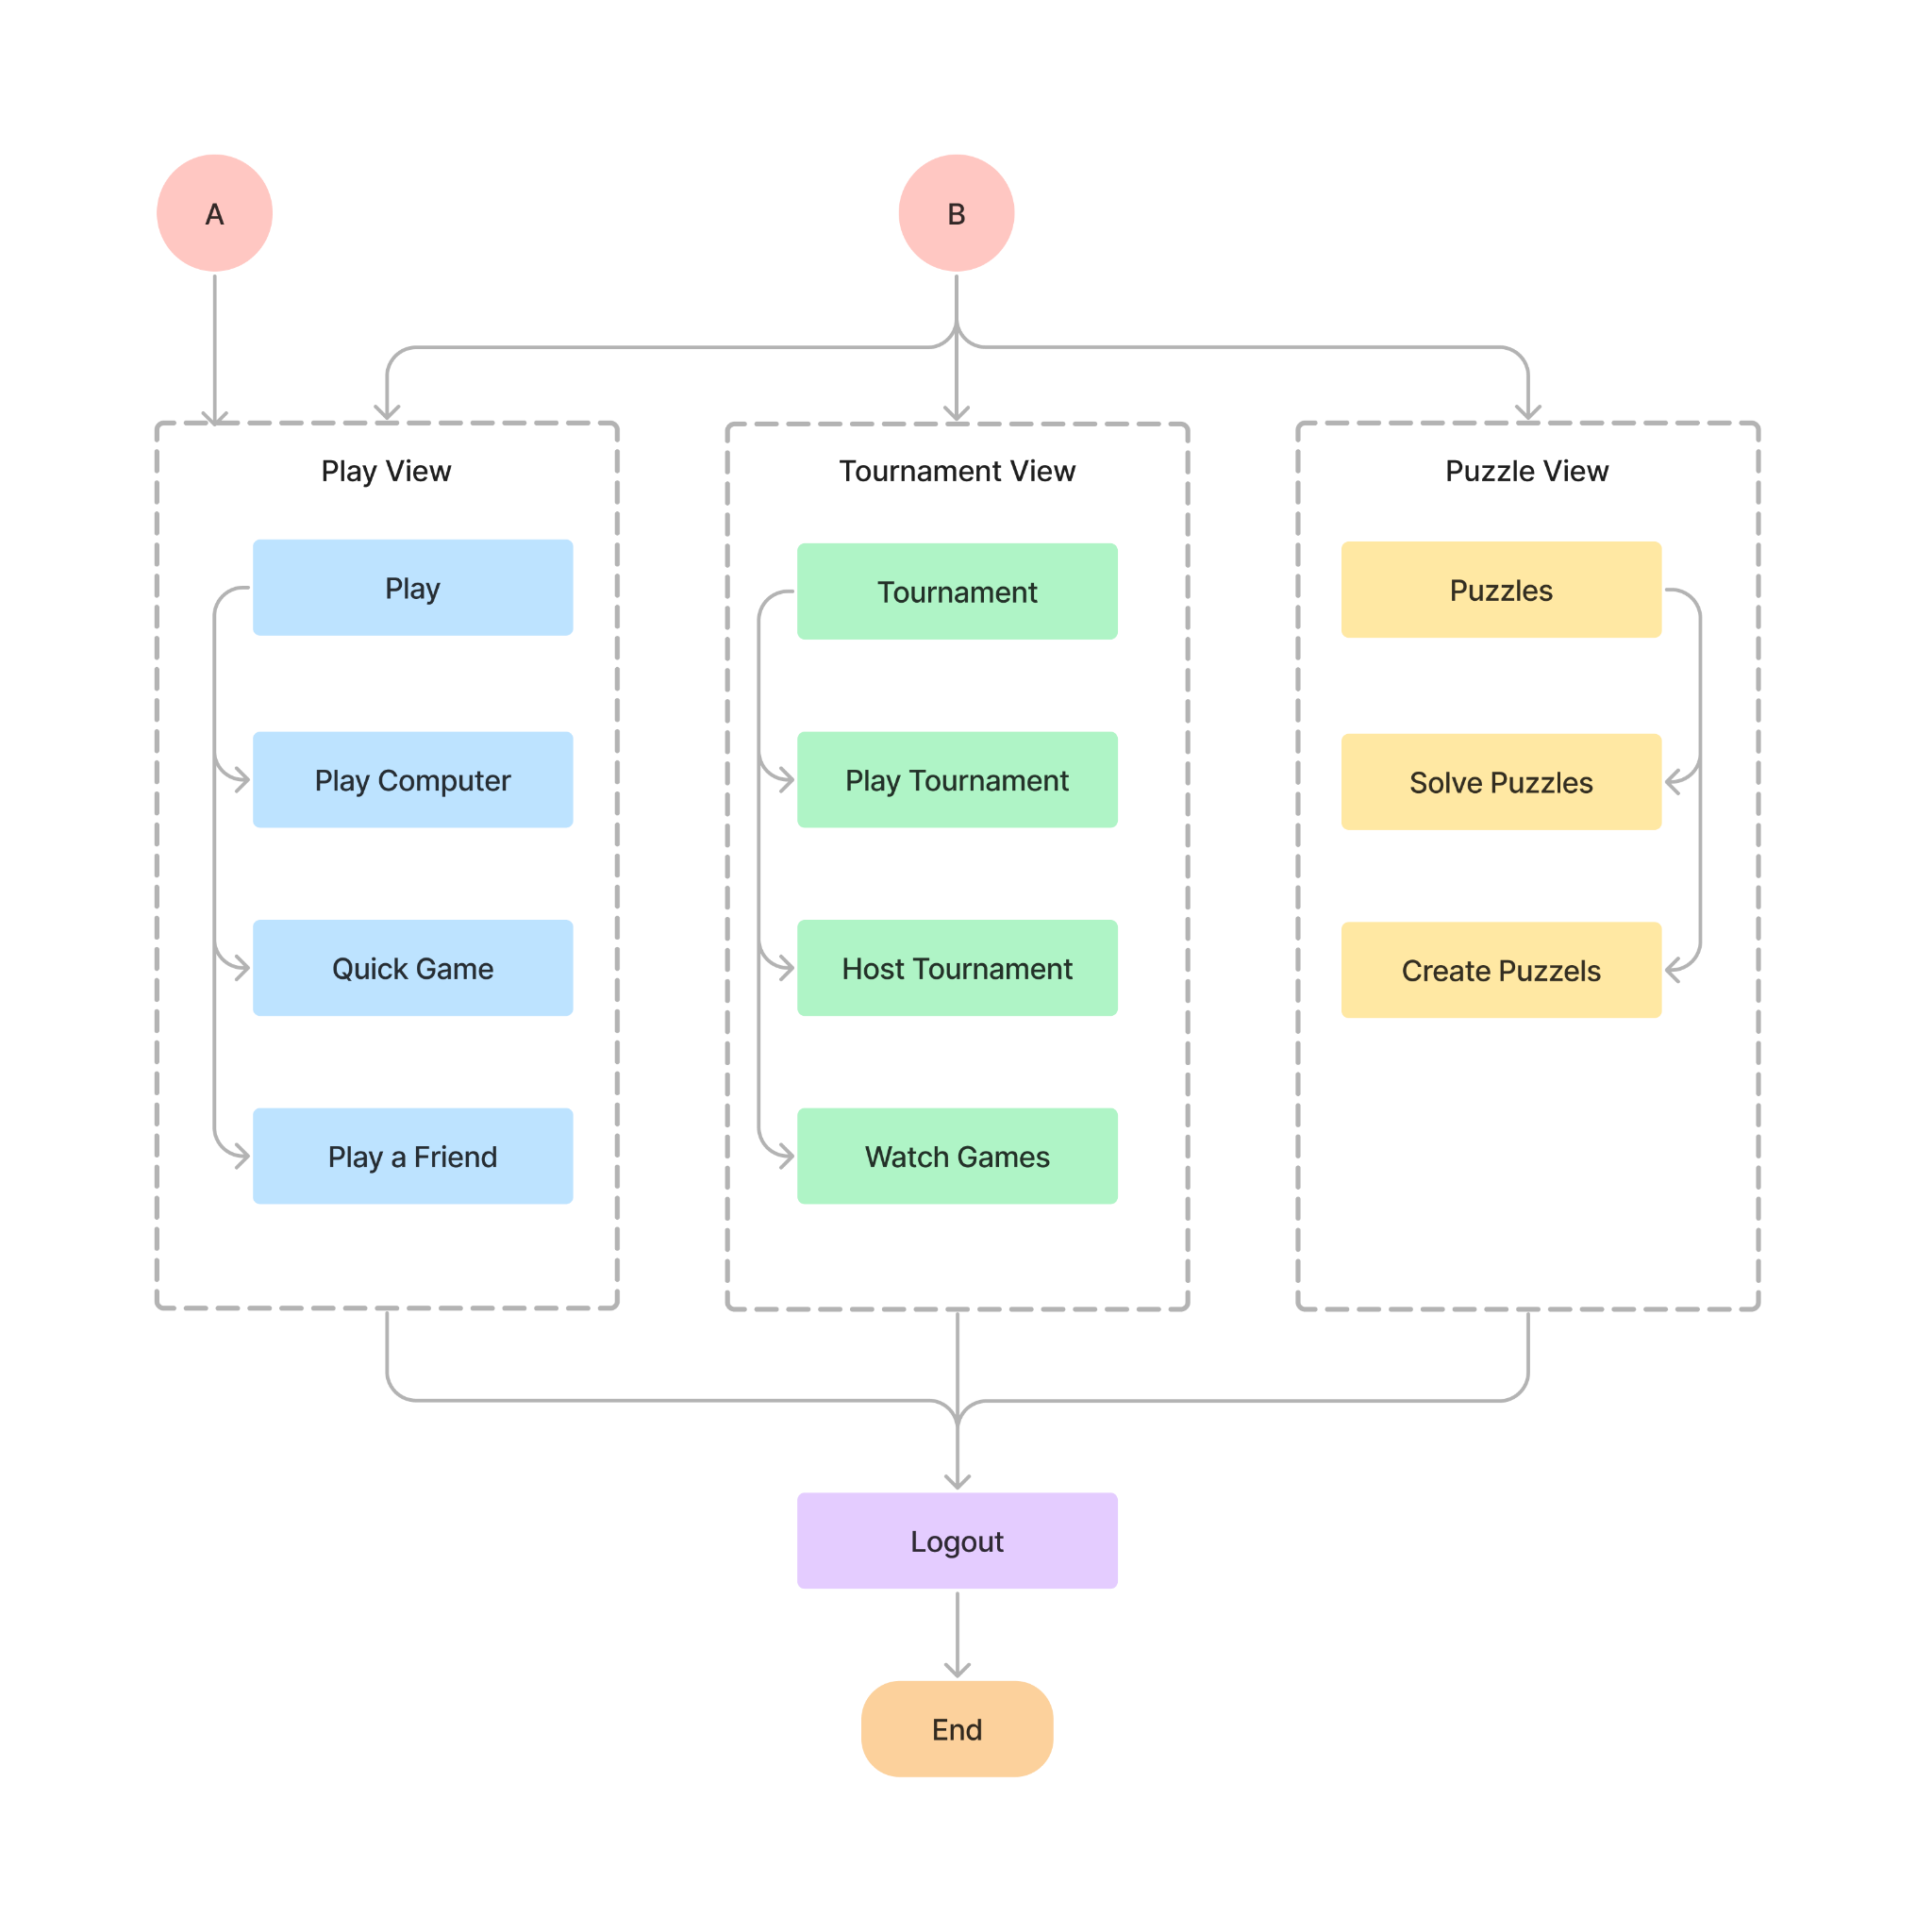 A
B
Play View
Play
Play Computer
Quick Game
Play a Friend
Tournament View
Tournament
Play Tournament
Host Tournament
Watch Games
Puzzle View
Puzzles
Solve Puzzles
Create Puzzels
Logout
End